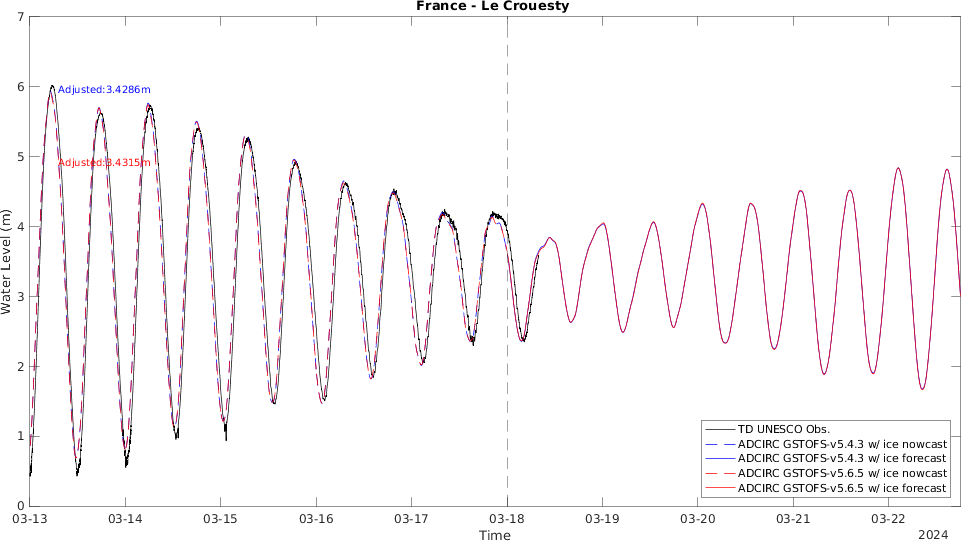 France - Le Crouesty
7
6
5
4
3
2
1
0
Water Level (m)
Adjusted:3.4286m
Adjusted:3.4315m
03-13
03-14
03-15
03-16
03-17
03-18
03-19
03-20
03-21
03-22
Time
2024
TD UNESCO Obs.
ADCIRC GSTOFS-v5.4.3 w/ ice nowcast
ADCIRC GSTOFS-v5.4.3 w/ ice forecast
ADCIRC GSTOFS-v5.6.5 w/ ice nowcast
ADCIRC GSTOFS-v5.6.5 w/ ice forecast